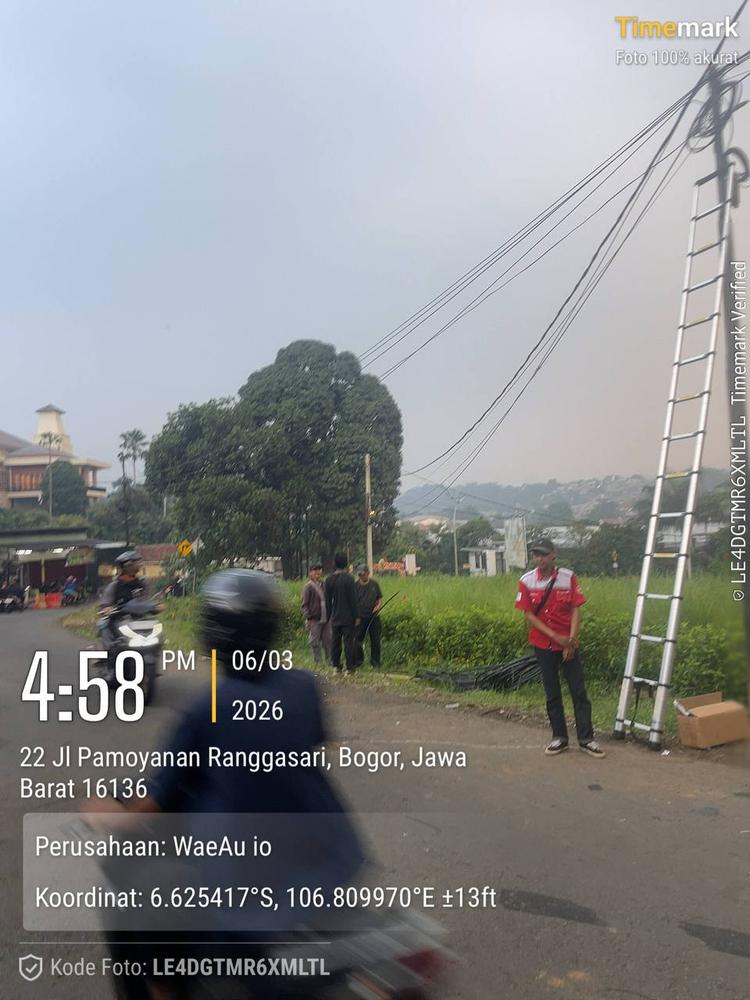 Timemark
Foto 100% akurat
LE4DGTMR6XMLTL Timemark Verified
4:58 PM
06/03
2026
22 Jl Pamoyanan Ranggasari, Bogor, Jawa
Barat 16136
Perusahaan: WaeAu io
Koordinat: 6.625417°S, 106.809970°E ±13ft
Kode Foto: LE4DGTMR6XMLTL